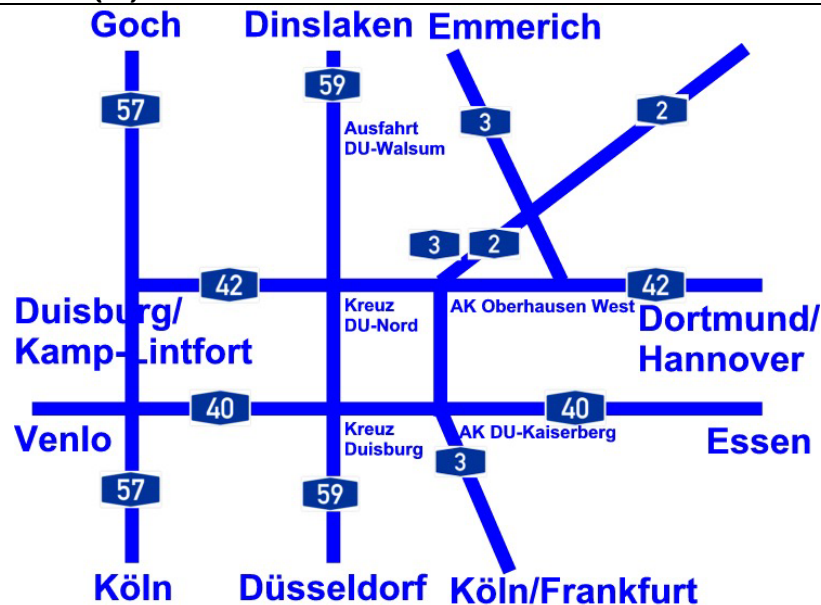 Goch
Dinslaken
Emmerich
57
59
3
2
Ausfahrt
DU-Walsum
3
2
42
42
Duisburg/
Kamp-Lintfort
Kreuz
DU-Nord
AK Oberhausen West
Dortmund/
Hannover
40
40
Venlo
Kreuz
Duisburg
AK DU-Kaiserberg
Essen
57
59
3
Köln
Düsseldorf
Köln/Frankfurt